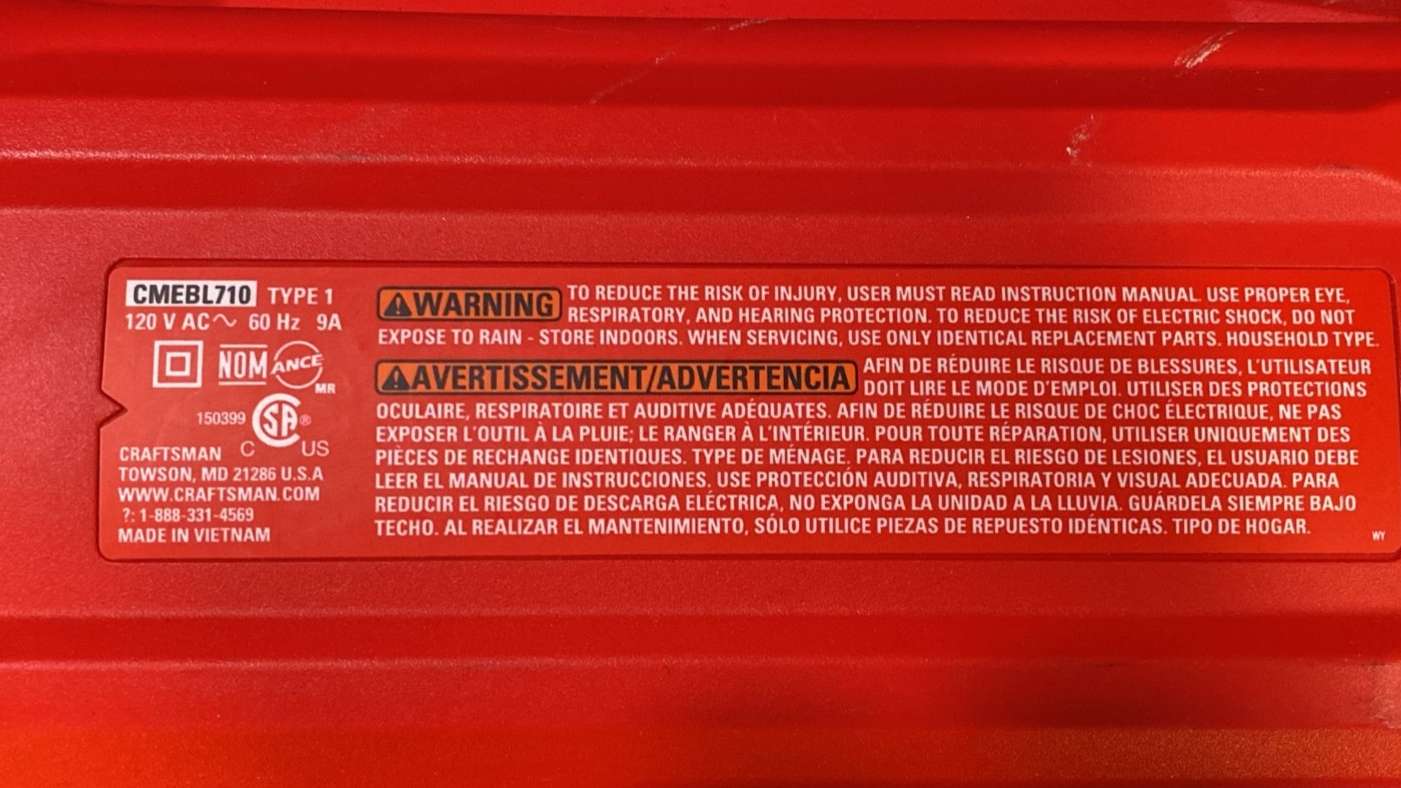 CMEBL710 TYPE 1
120 V AC~ 60 Hz 9A
NOM ANCE
MR
150399 SA®
C US
CRAFTSMAN
TOWSON, MD 21286 U.S.A
WWW.CRAFTSMAN.COM
?: 1-888-331-4569
MADE IN VIETNAM
WARNING TO REDUCE THE RISK OF INJURY, USER MUST READ INSTRUCTION MANUAL. USE PROPER EYE,
RESPIRATORY, AND HEARING PROTECTION. TO REDUCE THE RISK OF ELECTRIC SHOCK, DO NOT
EXPOSE TO RAIN - STORE INDOORS. WHEN SERVICING, USE ONLY IDENTICAL REPLACEMENT PARTS. HOUSEHOLD TYPE.
AVERTISSEMENT/ADVERTENCIA AFIN DE RÉDUIRE LE RISQUE DE BLESSURES, L'UTILISATEUR
DOIT LIRE LE MODE D'EMPLOI. UTILISER DES PROTECTIONS
OCULAIRE, RESPIRATOIRE ET AUDITIVE ADÉQUATES. AFIN DE RÉDUIRE LE RISQUE DE CHOC ÉLECTRIQUE, NE PAS
EXPOSER L'OUTIL À LA PLUIE; LE RANGER À L'INTÉRIEUR. POUR TOUTE RÉPARATION, UTILISER UNIQUEMENT DES
PIÈCES DE RECHANGE IDENTIQUES. TYPE DE MÉNAGE. PARA REDUCIR EL RIESGO DE LESIONES, EL USUARIO DEBE
LEER EL MANUAL DE INSTRUCCIONES. USE PROTECCIÓN AUDITIVA, RESPIRATORIA Y VISUAL ADECUADA. PARA
REDUCIR EL RIESGO DE DESCARGA ELÉCTRICA, NO EXPONGA LA UNIDAD A LA LLUVIA. GUÁRDELA SIEMPRE BAJO
TECHO. AL REALIZAR EL MANTENIMIENTO, SÓLO UTILICE PIEZAS DE REPUESTO IDÉNTICAS. TIPO DE HOGAR.
WY